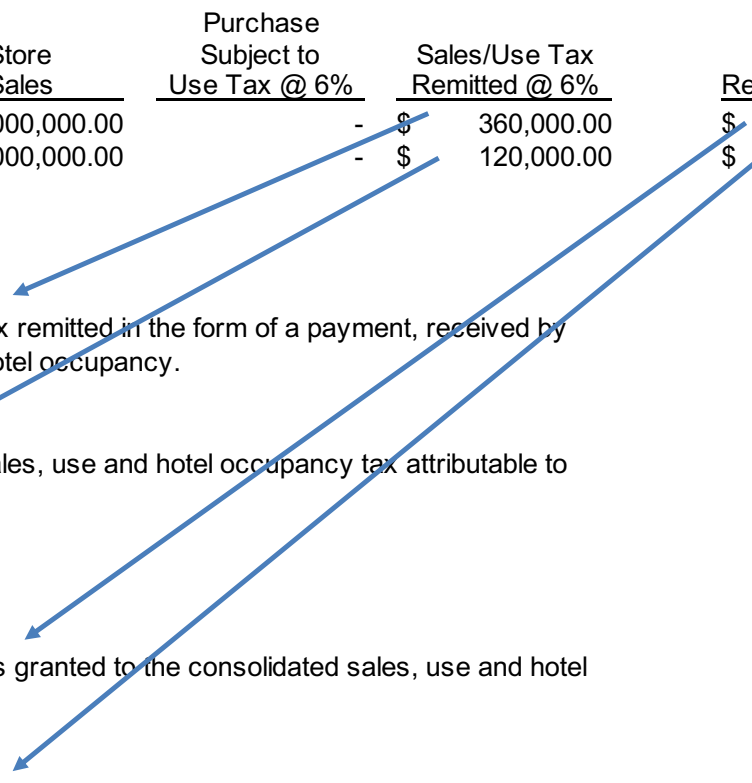 Purchase
Store Subject to Sales/Use Tax
Sales Use Tax @ 6% Remitted @ 6% Re
000,000.00 - $ 360,000.00 $
000,000.00 - $ 120,000.00 $
x remitted in the form of a payment, received by
otel occupancy.
ales, use and hotel occupancy tax attributable to
s granted to the consolidated sales, use and hotel